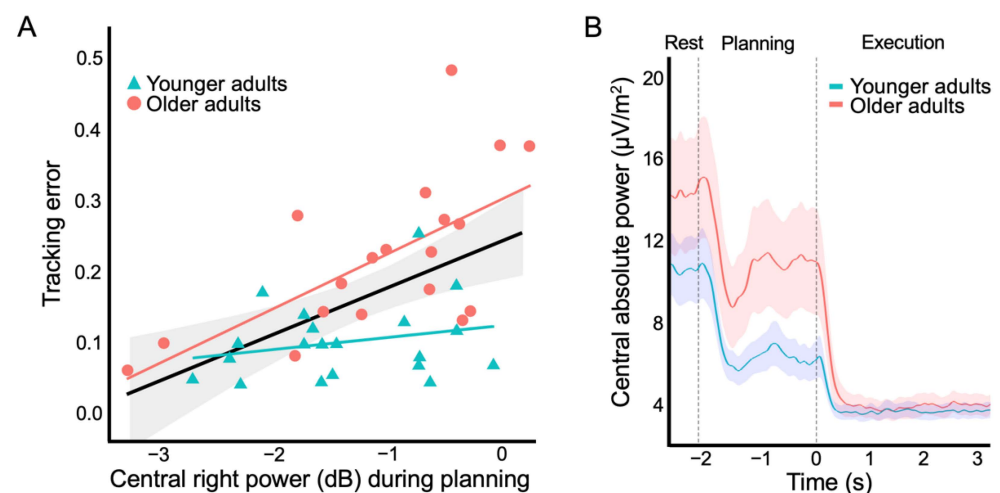 A
Tracking error
0.5
0.4
0.3
0.2
0.1
0.0
Younger adults
Older adults
−3
−2
−1
0
Central right power (dB) during planning
B
Rest
Planning
Execution
Central absolute power (μV/m²)
20
16
12
8
4
Younger adults
Older adults
−2
−1
0
1
2
3
Time (s)